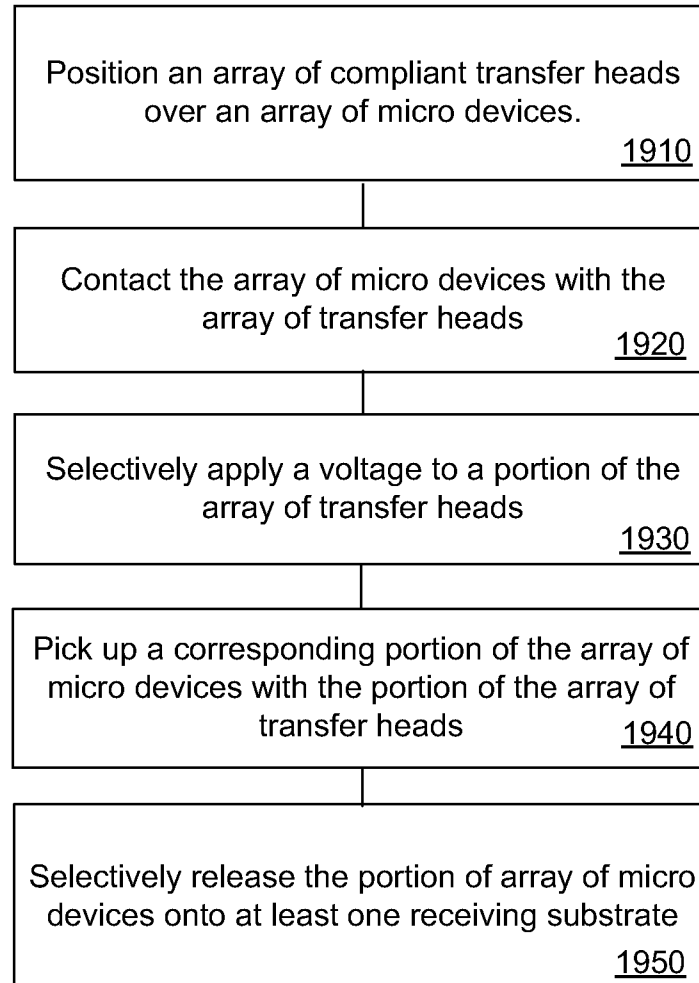 Position an array of compliant transfer heads
over an array of micro devices.
1910
Contact the array of micro devices with the
array of transfer heads
1920
Selectively apply a voltage to a portion of the
array of transfer heads
1930
Pick up a corresponding portion of the array of
micro devices with the portion of the array of
transfer heads
1940
Selectively release the portion of array of micro
devices onto at least one receiving substrate
1950